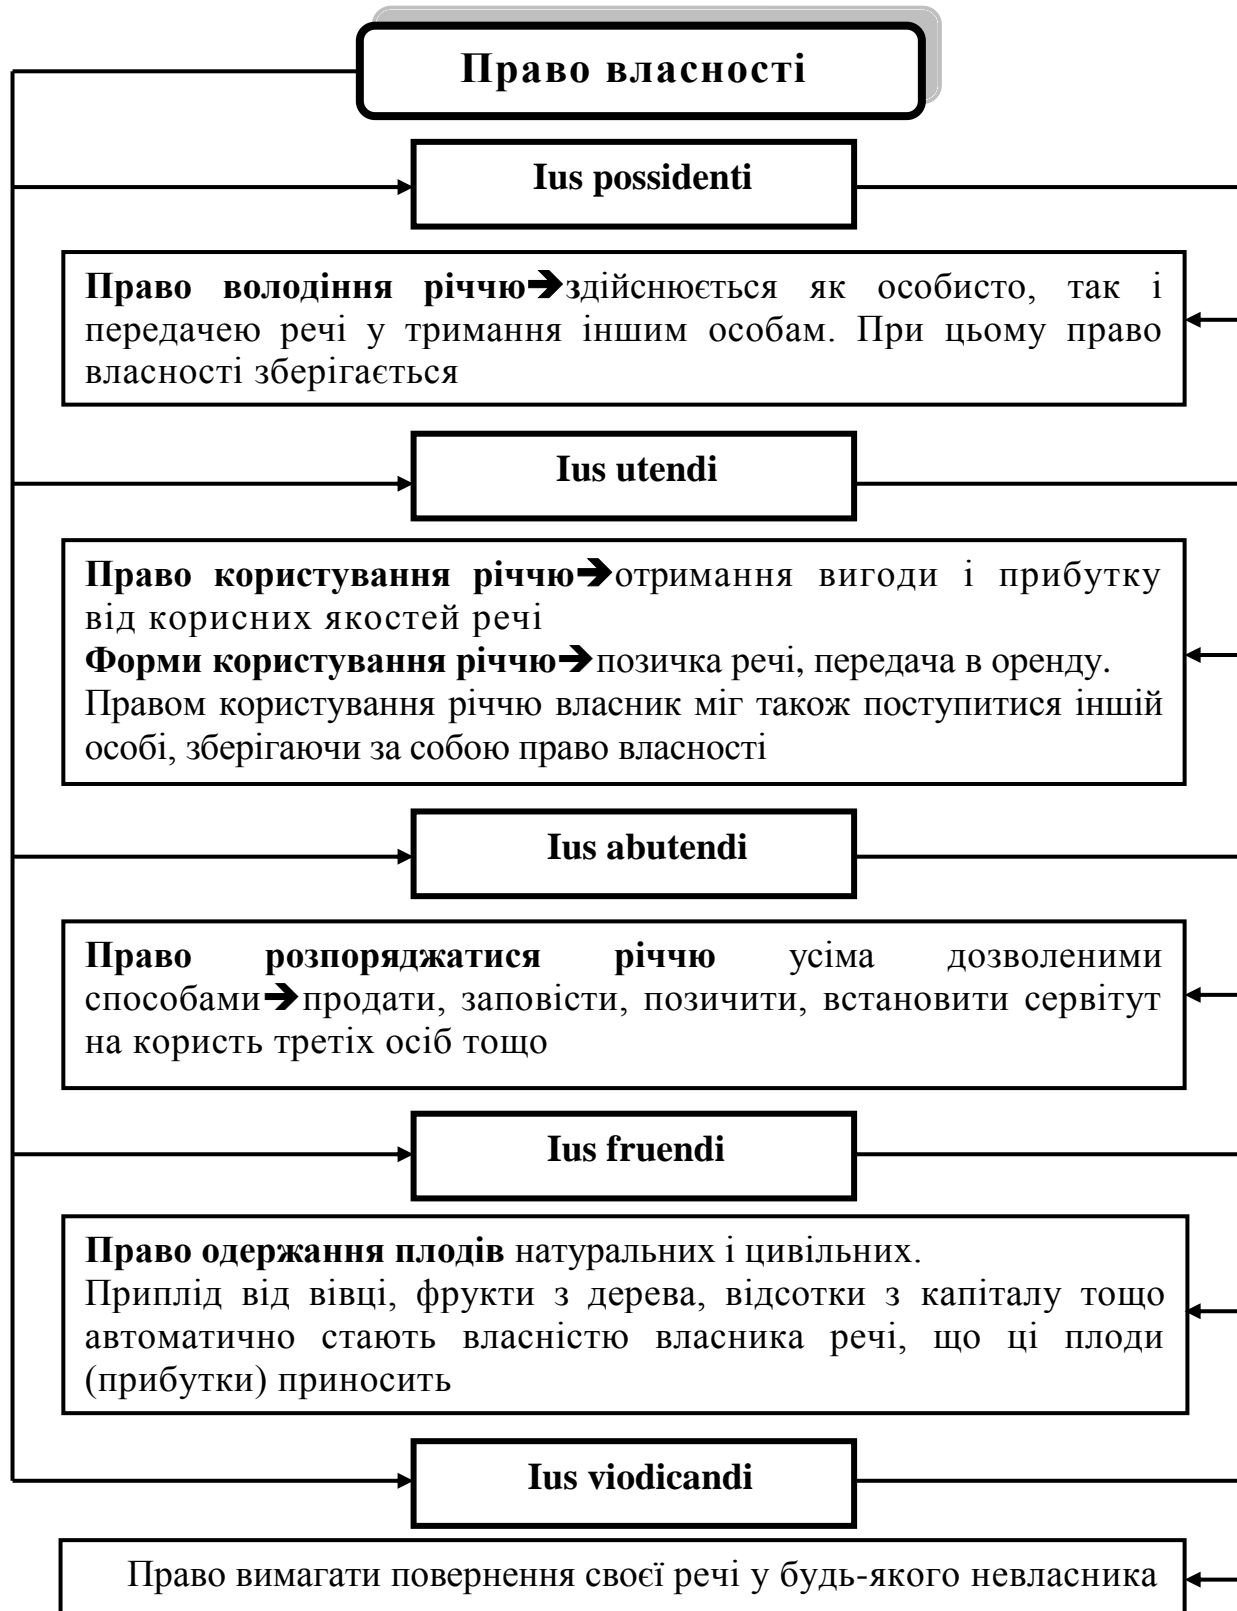 Право власності
Ius possidenti
Право володіння річчю➔здійснюється як особисто, так і
передачею речі у тримання іншим особам. При цьому право
власності зберігається
Ius utendi
Право користування річчю➔отримання вигоди і прибутку
від корисних якостей речі
Форми користування річчю➔позичка речі, передача в оренду.
Правом користування річчю власник міг також поступитися іншій
особі, зберігаючи за собою право власності
Ius abutendi
Право розпоряджатися річчю усіма дозволеними
способами➔продати, заповісти, позичити, встановити сервітут
на користь третіх осіб тощо
Ius fruendi
Право одержання плодів натуральних і цивільних.
Приплід від вівці, фрукти з дерева, відсотки з капіталу тощо
автоматично стають власністю власника речі, що ці плоди
(прибутки) приносить
Ius viodicandi
Право вимагати повернення своєї речі у будь-якого невласника